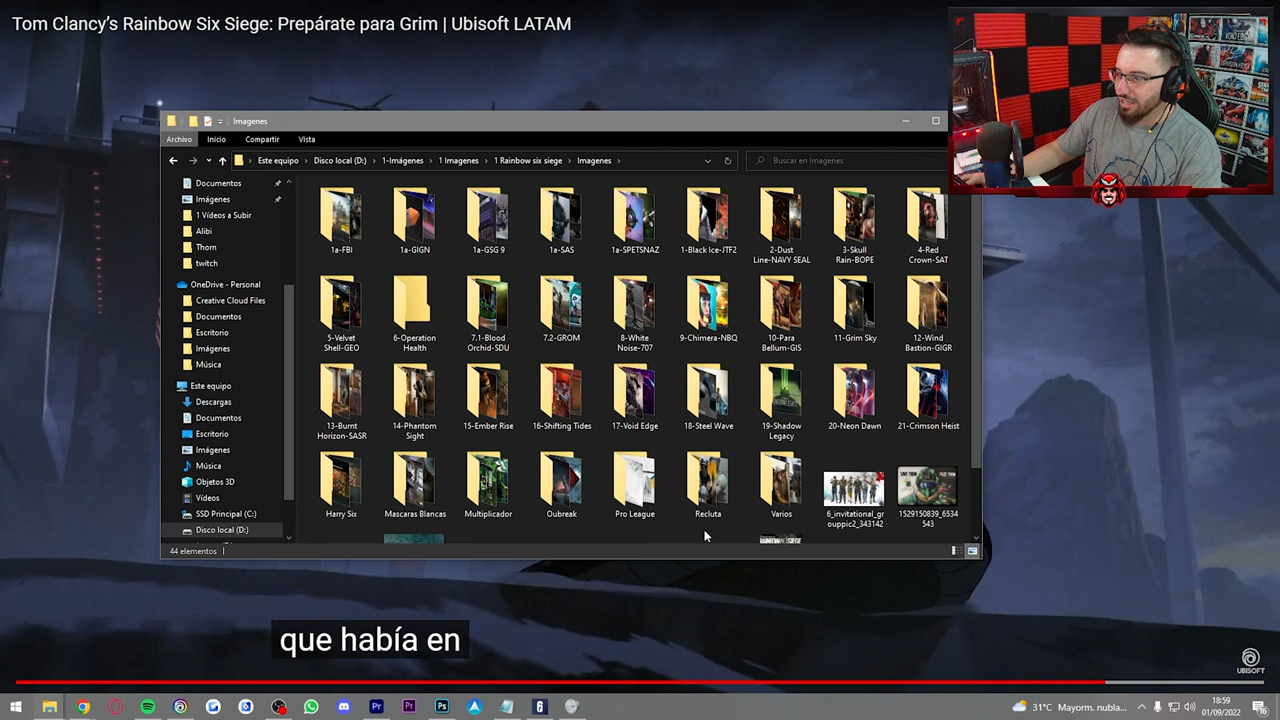 Tom Clancy's Rainbow Six Siege: Prepárate para Grim | Ubisoft LATAM
Imagenes
Archivo
Inicio
Compartir
Vista
Este equipo > Disco local (D:) > 1-Imágenes > 1 Imagenes > 1 Rainbow six siege > Imagenes >
Buscar en Imagenes
Documentos
Imágenes
1 Vídeos a Subir
Alibi
Thorn
twitch
OneDrive - Personal
Creative Cloud Files
Documentos
Escritorio
Imágenes
Música
Este equipo
Descargas
Documentos
Escritorio
Imágenes
Música
Objetos 3D
Vídeos
SSD Principal (C:)
Disco local (D:)
1a-FBI
1a-GIGN
1a-GSG 9
1a-SAS
1a-SPETSNAZ
1-Black Ice-JTF2
2-Dust
Line-NAVY SEAL
3-Skull
Rain-BOPE
4-Red
Crown-SAT
5-Velvet
Shell-GEO
6-Operation
Health
7.1-Blood
Orchid-SDU
7.2-GROM
8-White
Noise-707
9-Chimera-NBQ
10-Para
Bellum-GIS
11-Grim Sky
12-Wind
Bastion-GIGR
13-Burnt
Horizon-SASR
14-Phantom
Sight
15-Ember Rise
16-Shifting Tides
17-Void Edge
18-Steel Wave
19-Shadow
Legacy
20-Neon Dawn
21-Crimson Heist
Harry Six
Mascaras Blancas
Multiplicador
Oubreak
Pro League
Recluta
Varios
6_invitational_gr
ouppic2_343142
1529150839_6534
543
44 elementos
que había en
UBISOFT
31°C Mayorm. nubla...
18:59
01/09/2022